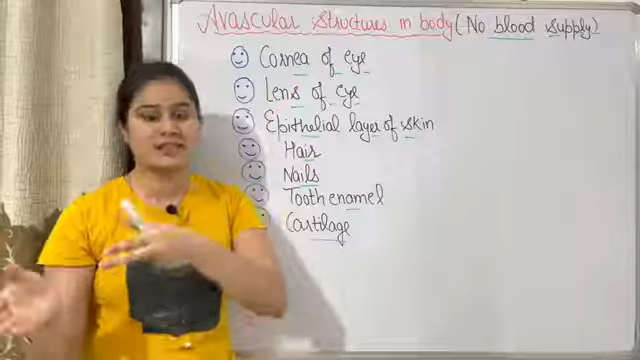 Avascular Structures in body (No blood supply)
Cornea of eye
Lens of eye
Epithelial layer of skin
Hair
Nails
Tooth enamel
Cartilage